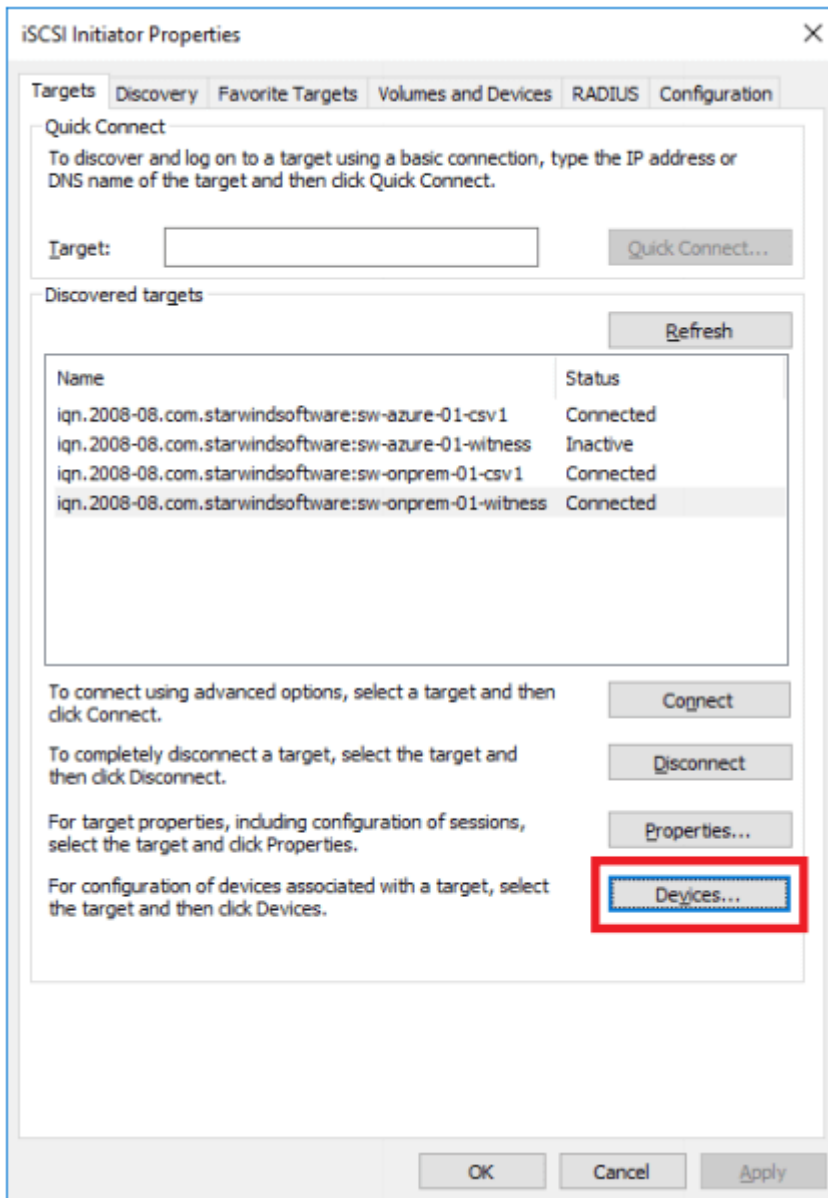 iSCSI Initiator Properties
Targets Discovery Favorite Targets Volumes and Devices RADIUS Configuration
Quick Connect
To discover and log on to a target using a basic connection, type the IP address or
DNS name of the target and then click Quick Connect.
Target:
Quick Connect...
Discovered targets
Refresh
Name Status
iqn.2008-08.com.starwindsoftware:sw-azure-01-csv1 Connected
iqn.2008-08.com.starwindsoftware:sw-azure-01-witness Inactive
iqn.2008-08.com.starwindsoftware:sw-onprem-01-csv1 Connected
iqn.2008-08.com.starwindsoftware:sw-onprem-01-witness Connected
To connect using advanced options, select a target and then
click Connect.
Connect
To completely disconnect a target, select the target and
then click Disconnect.
Disconnect
For target properties, including configuration of sessions,
select the target and click Properties.
Properties...
For configuration of devices associated with a target, select
the target and then click Devices.
Devices...
OK Cancel Apply